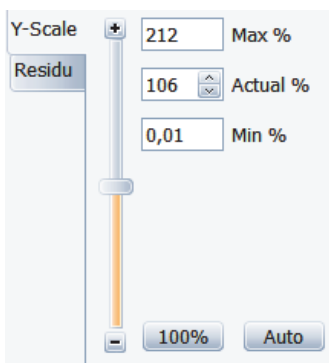 Y-Scale
Residu
+
212 Max %
106 Actual %
0,01 Min %
-
100% Auto